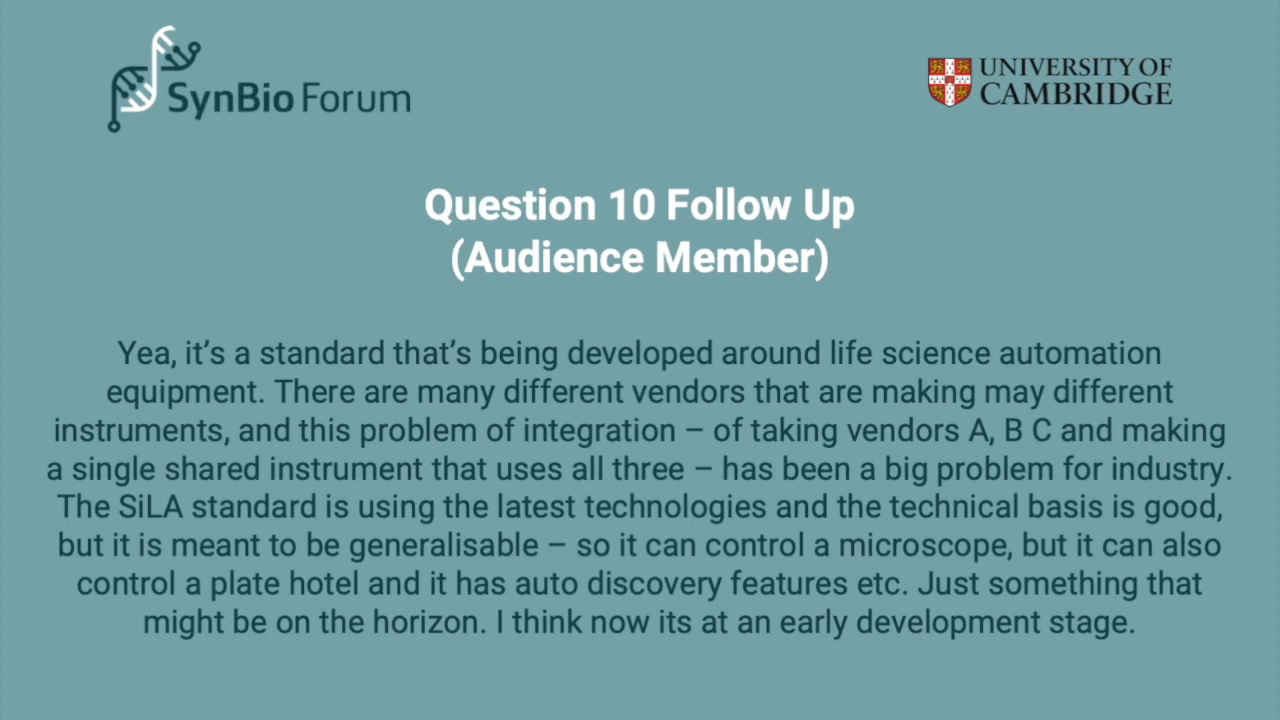 SynBio Forum
UNIVERSITY OF
CAMBRIDGE
Question 10 Follow Up
(Audience Member)
Yea, it’s a standard that’s being developed around life science automation
equipment. There are many different vendors that are making may different
instruments, and this problem of integration – of taking vendors A, B C and making
a single shared instrument that uses all three – has been a big problem for industry.
The SiLA standard is using the latest technologies and the technical basis is good,
but it is meant to be generalisable – so it can control a microscope, but it can also
control a plate hotel and it has auto discovery features etc. Just something that
might be on the horizon. I think now its at an early development stage.